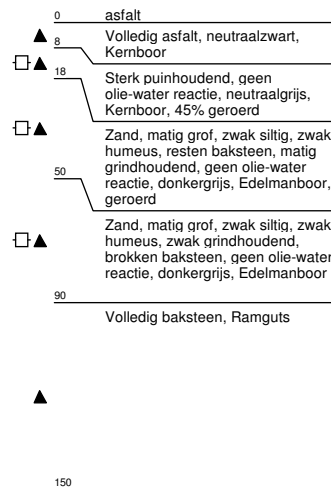 0 asfalt
Volledig asfalt, neutraalzwart,
8 Kernboor
18 Sterk puinhoudend, geen
olie-water reactie, neutraalgrijs,
Kernboor, 45% geroerd
Zand, matig grof, zwak siltig, zwak
humeus, resten baksteen, matig
grindhoudend, geen olie-water
50 reactie, donkergrijs, Edelmanboor,
geroerd
Zand, matig grof, zwak siltig, zwak
humeus, zwak grindhoudend,
brokken baksteen, geen olie-water
reactie, donkergrijs, Edelmanboor
90
Volledig baksteen, Ramguts
150